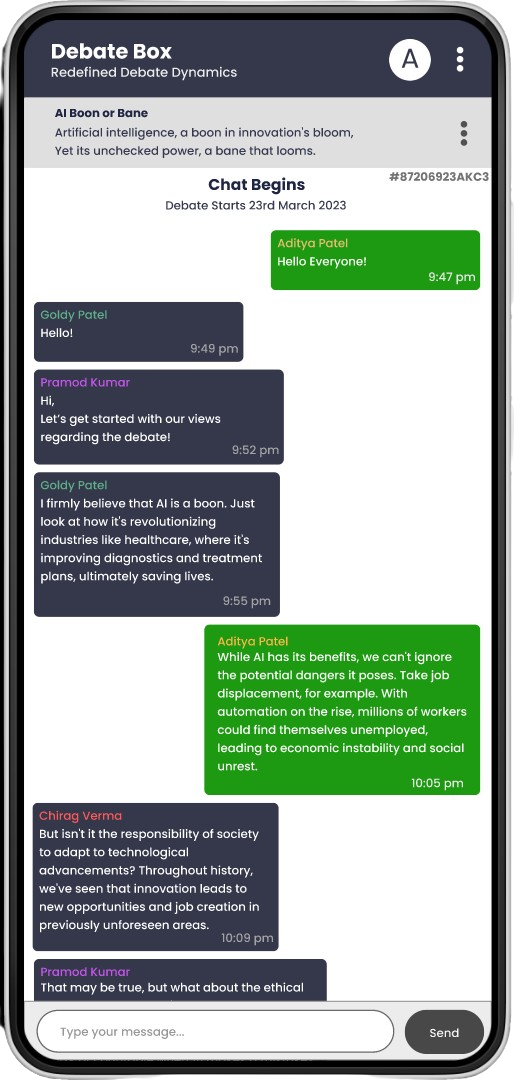 Debate Box
Redefined Debate Dynamics
A
AI Boon or Bane
Artificial intelligence, a boon in innovation's bloom,
Yet its unchecked power, a bane that looms.
#87206923AKC3
Chat Begins
Debate Starts 23rd March 2023
Aditya Patel
Hello Everyone!
9:47 pm
Goldy Patel
Hello!
9:49 pm
Pramod Kumar
Hi,
Let's get started with our views
regarding the debate!
9:52 pm
Goldy Patel
I firmly believe that AI is a boon. Just
look at how it's revolutionizing
industries like healthcare, where it's
improving diagnostics and treatment
plans, ultimately saving lives.
9:55 pm
Aditya Patel
While AI has its benefits, we can't ignore
the potential dangers it poses. Take job
displacement, for example. With
automation on the rise, millions of workers
could find themselves unemployed,
leading to economic instability and social
unrest.
10:05 pm
Chirag Verma
But isn't it the responsibility of society
to adapt to technological
advancements? Throughout history,
we've seen that innovation leads to
new opportunities and job creation in
previously unforeseen areas.
10:09 pm
Pramod Kumar
That may be true, but what about the ethical
Type your message...
Send